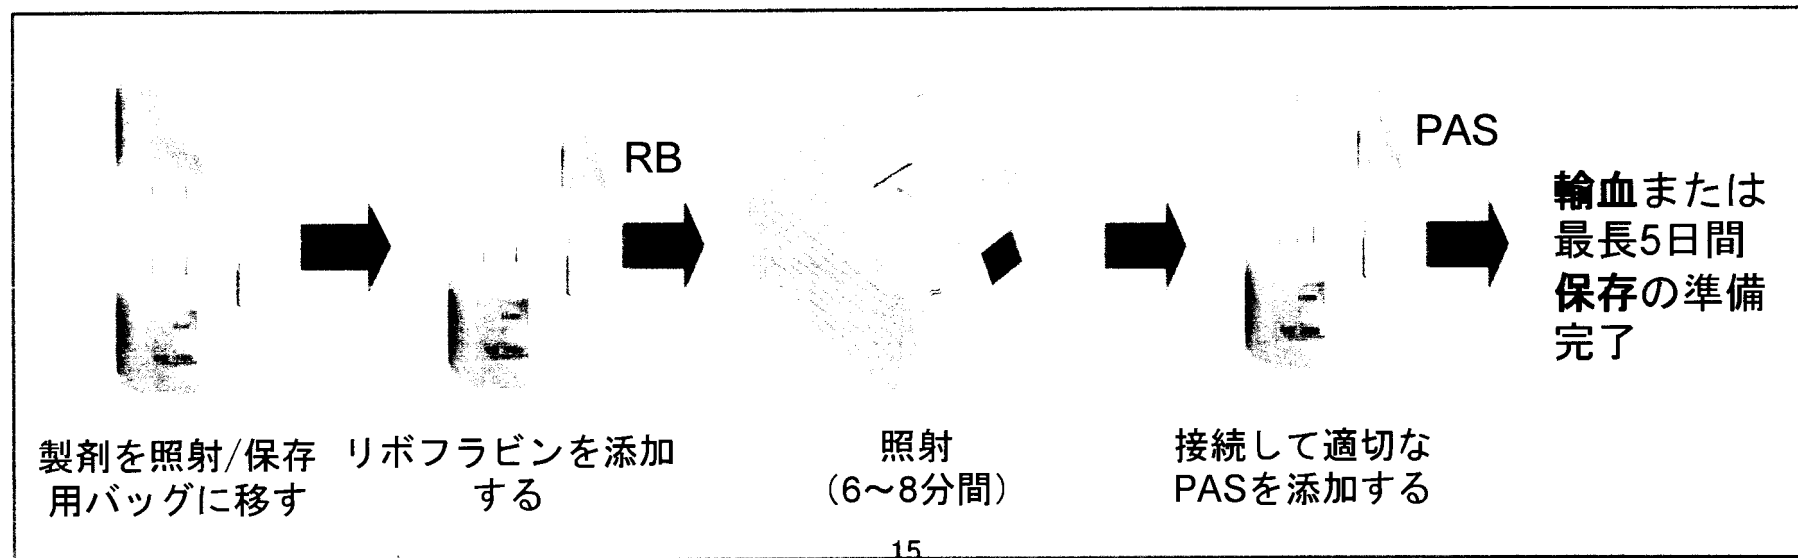 RB
PAS
輸血または
最長5日間
保存の準備
完了
製剤を照射/保存
用バッグに移す
リボフラビンを添加
する
照射
（6～8分間）
接続して適切な
PASを添加する
15